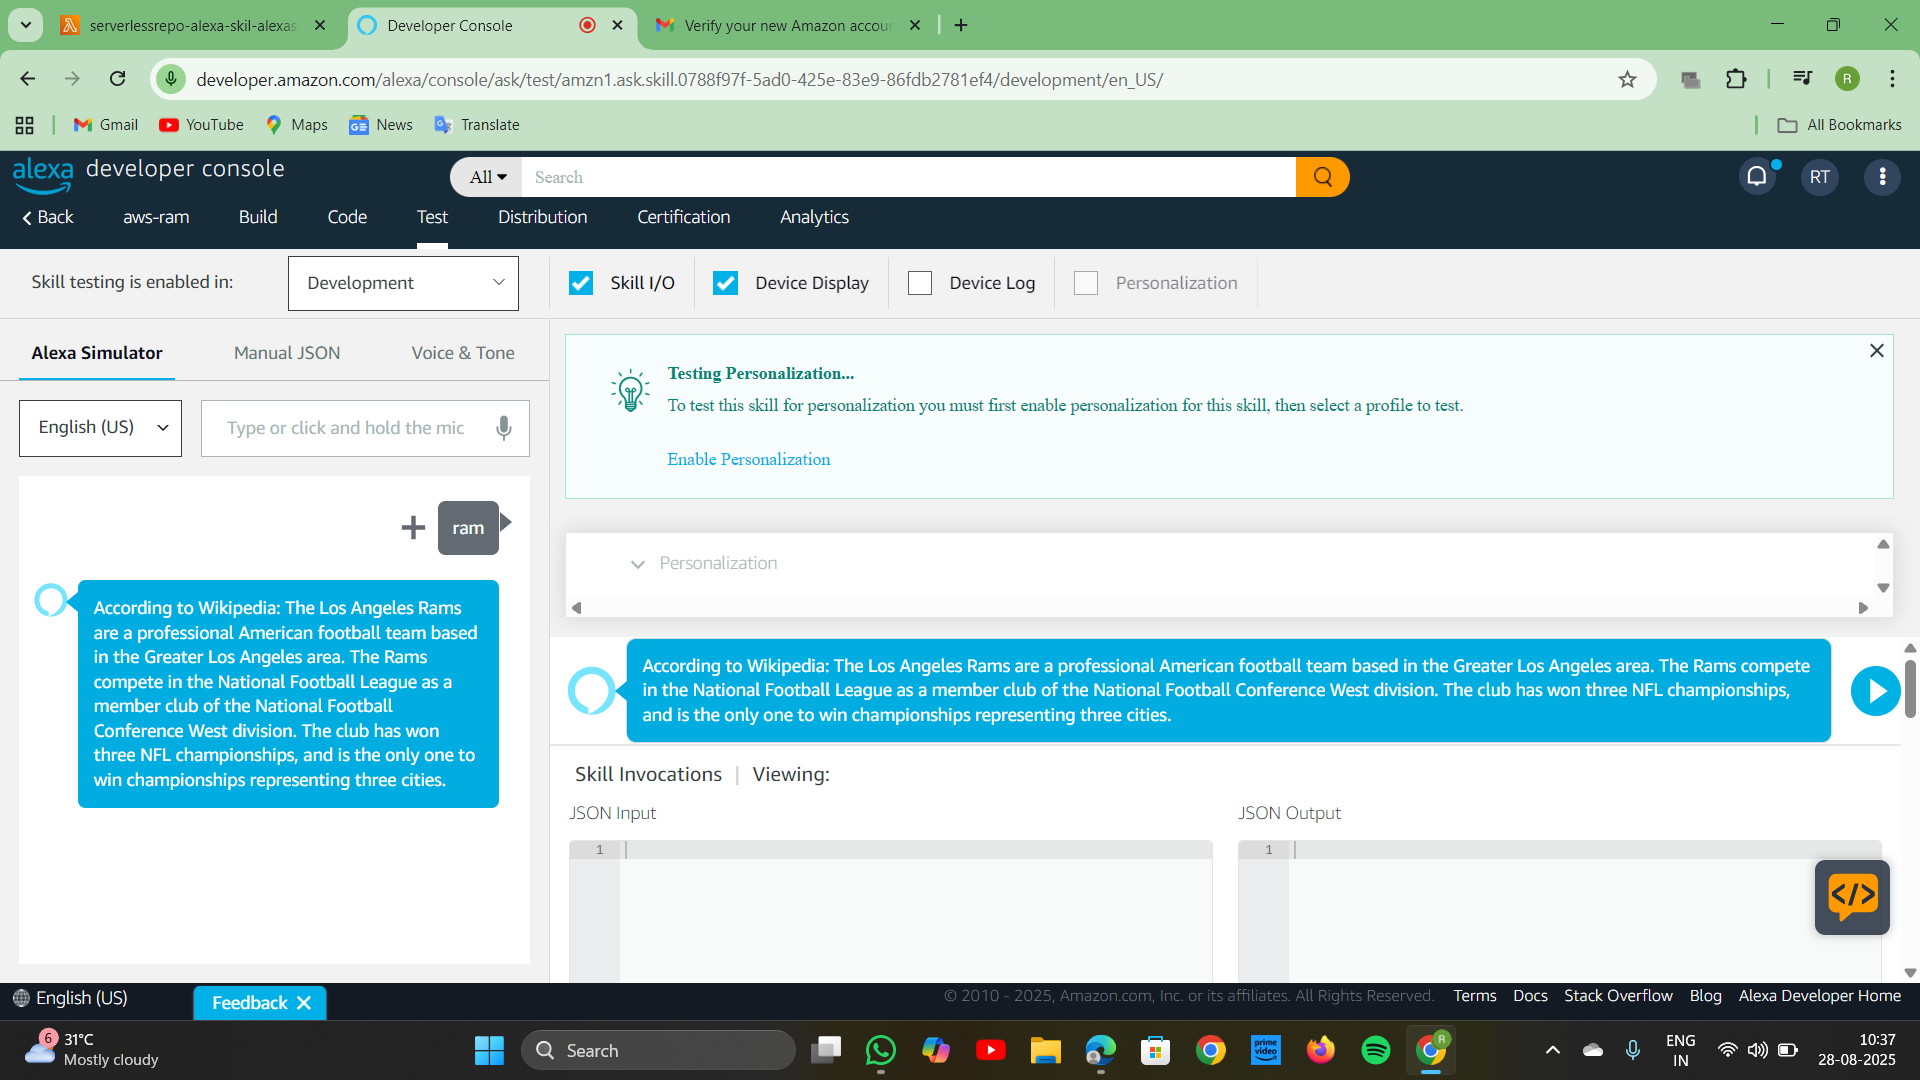 serverlessrepo-alexa-skil-alexas
Developer Console
Verify your new Amazon accoun
developer.amazon.com/alexa/console/ask/test/amzn1.ask.skill.0788f97f-5ad0-425e-83e9-86fdb2781ef4/development/en_US/
R
Gmail
YouTube
Maps
News
Translate
All Bookmarks
alexa developer console
All
Search
RT
Back
aws-ram
Build
Code
Test
Distribution
Certification
Analytics
Skill testing is enabled in:
Development
Skill I/O
Device Display
Device Log
Personalization
Alexa Simulator
Manual JSON
Voice & Tone
English (US)
Type or click and hold the mic
ram
According to Wikipedia: The Los Angeles Rams
are a professional American football team based
in the Greater Los Angeles area. The Rams
compete in the National Football League as a
member club of the National Football
Conference West division. The club has won
three NFL championships, and is the only one to
win championships representing three cities.
Testing Personalization...
To test this skill for personalization you must first enable personalization for this skill, then select a profile to test.
Enable Personalization
Personalization
According to Wikipedia: The Los Angeles Rams are a professional American football team based in the Greater Los Angeles area. The Rams compete
in the National Football League as a member club of the National Football Conference West division. The club has won three NFL championships,
and is the only one to win championships representing three cities.
Skill Invocations | Viewing:
JSON Input
JSON Output
1
1
</>
English (US)
Feedback
© 2010 - 2025, Amazon.com, Inc. or its affiliates. All Rights Reserved.
Terms
Docs
Stack Overflow
Blog
Alexa Developer Home
6
31°C
Mostly cloudy
Search
prime
video
R
ENG
IN
10:37
28-08-2025